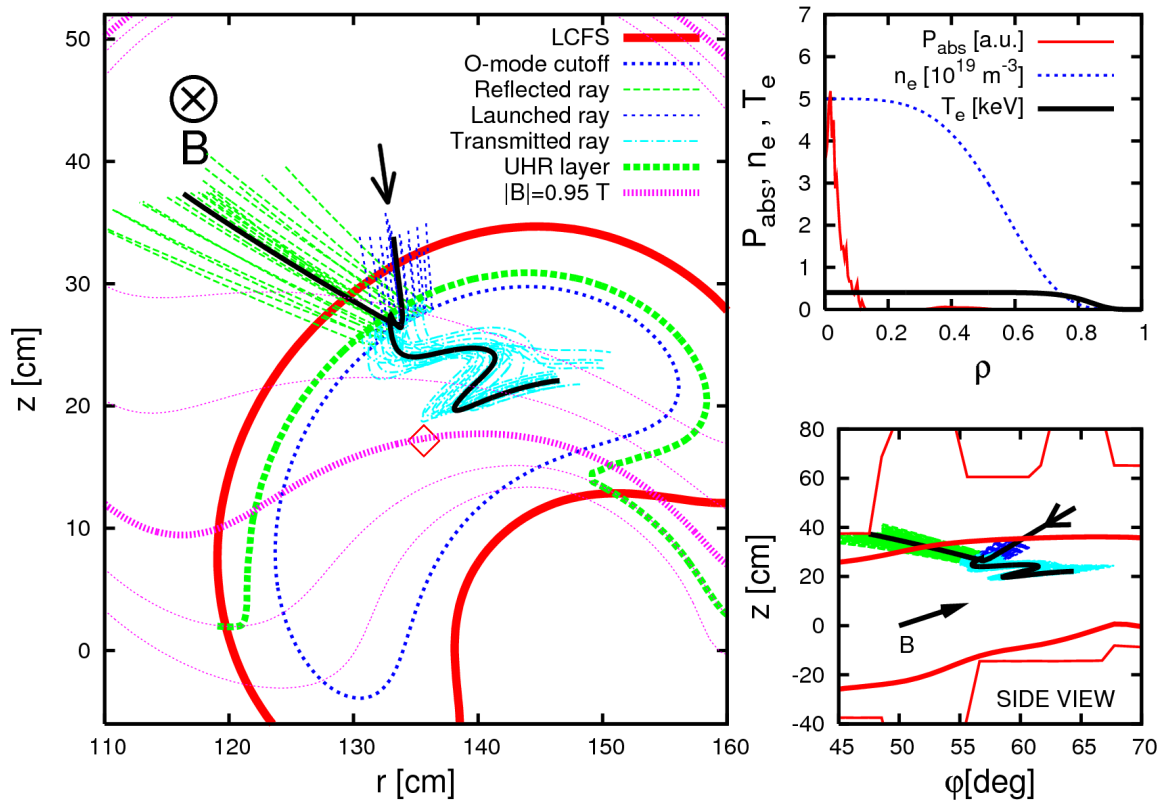 LCFS
O-mode cutoff
Reflected ray
Launched ray
Transmitted ray
UHR layer
|B|=0.95 T
B
z [cm]
50
40
30
20
10
0
110 120 130 140 150 160
r [cm]
P_abs [a.u.]
n_e [10^19 m^-3]
T_e [keV]
P_abs, n_e , T_e
7
6
5
4
3
2
1
0
0 0.2 0.4 0.6 0.8 1
ρ
z [cm]
80
60
40
20
0
-20
-40
B
SIDE VIEW
45 50 55 60 65 70
φ[deg]